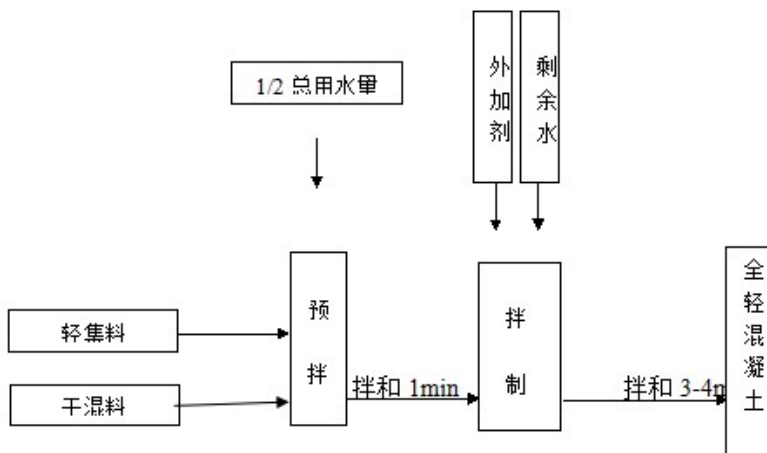 1/2 总用水量
外加剂
剩余水
轻集料
干混料
预拌
拌和 1min
拌制
拌和 3-4m
全轻混凝土